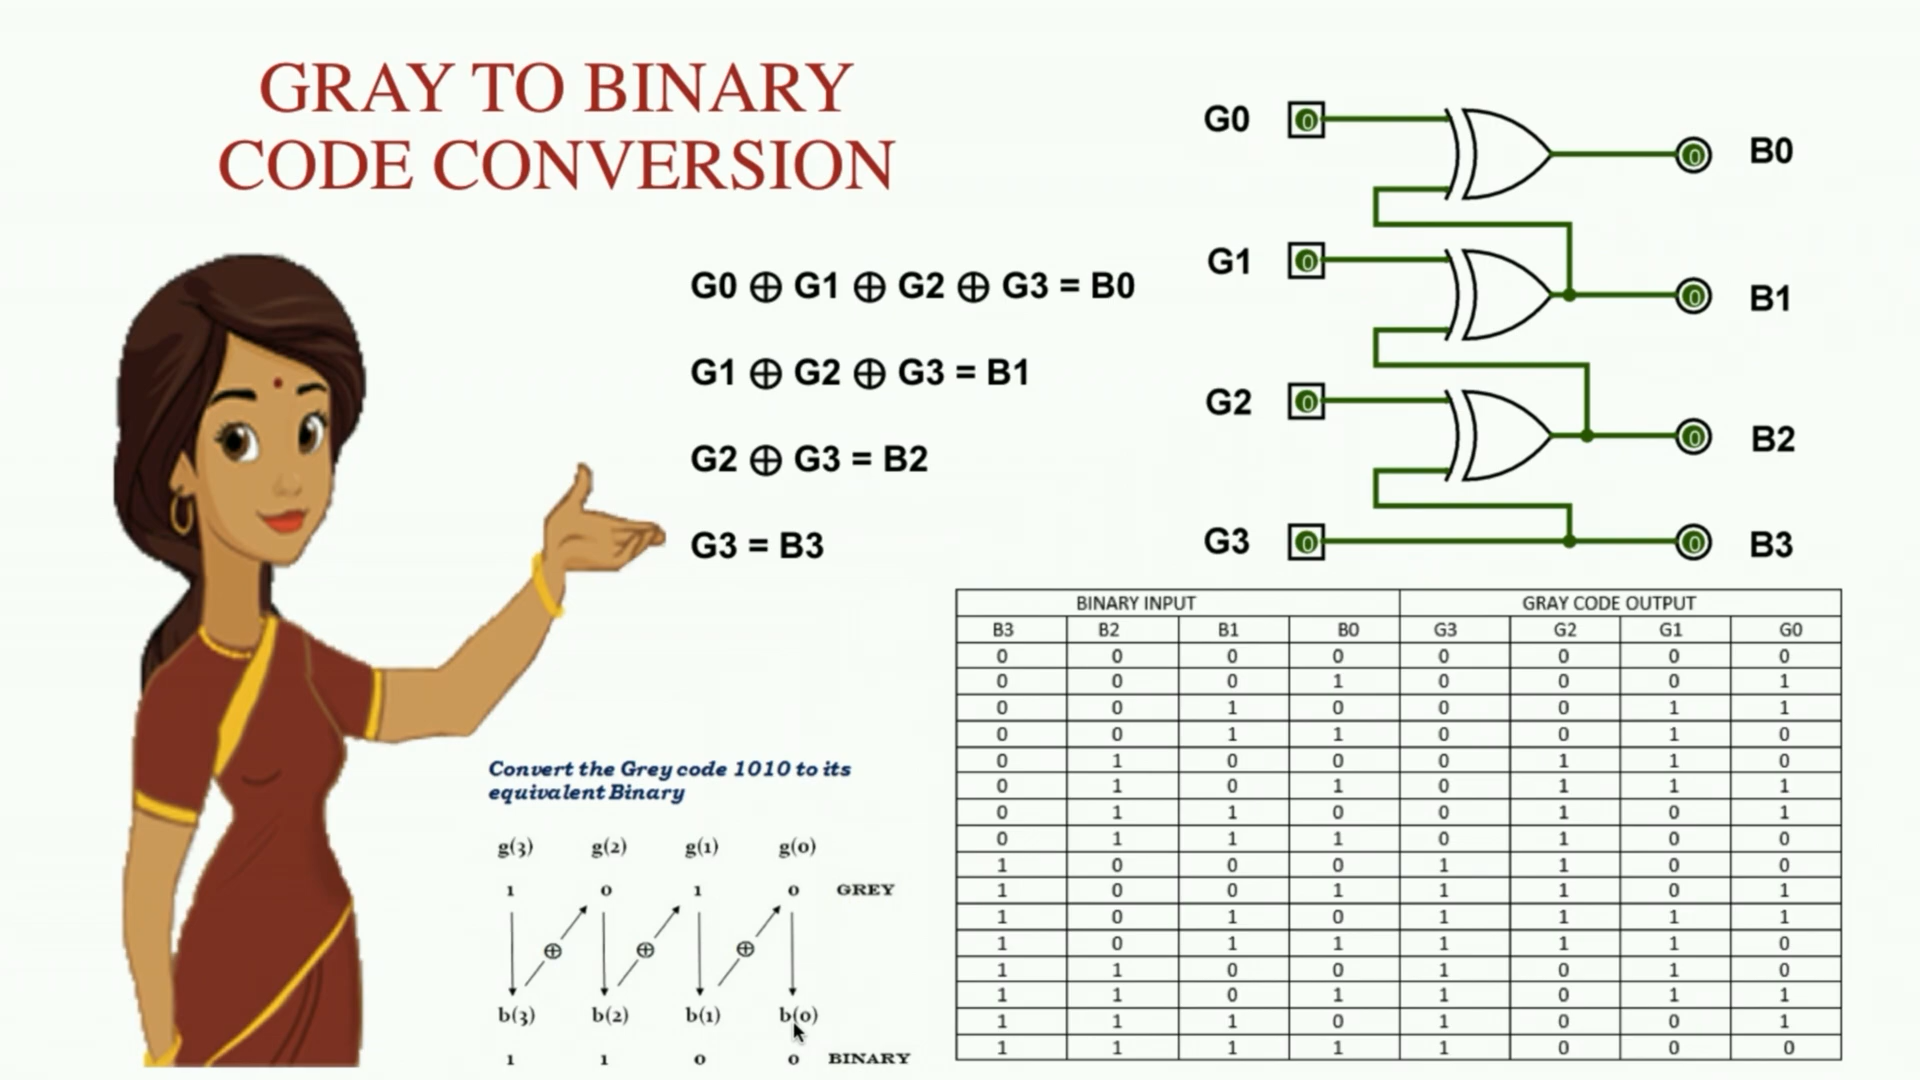 GRAY TO BINARY
CODE CONVERSION
G0 ⊕ G1 ⊕ G2 ⊕ G3 = B0
G1 ⊕ G2 ⊕ G3 = B1
G2 ⊕ G3 = B2
G3 = B3
G0 0 0 B0
G1 0 0 B1
G2 0 0 B2
G3 0 0 B3
Convert the Grey code 1010 to its
equivalent Binary
g(3) g(2) g(1) g(0)
1 0 1 0 GREY
⊕ ⊕ ⊕
b(3) b(2) b(1) b(0)
1 1 0 0 BINARY
BINARY INPUT GRAY CODE OUTPUT
B3 B2 B1 B0 G3 G2 G1 G0
0 0 0 0 0 0 0 0
0 0 0 1 0 0 0 1
0 0 1 0 0 0 1 1
0 0 1 1 0 0 1 0
0 1 0 0 0 1 1 0
0 1 0 1 0 1 1 1
0 1 1 0 0 1 0 1
0 1 1 1 0 1 0 0
1 0 0 0 1 1 0 0
1 0 0 1 1 1 0 1
1 0 1 0 1 1 1 1
1 0 1 1 1 1 1 0
1 1 0 0 1 0 1 0
1 1 0 1 1 0 1 1
1 1 1 0 1 0 0 1
1 1 1 1 1 0 0 0